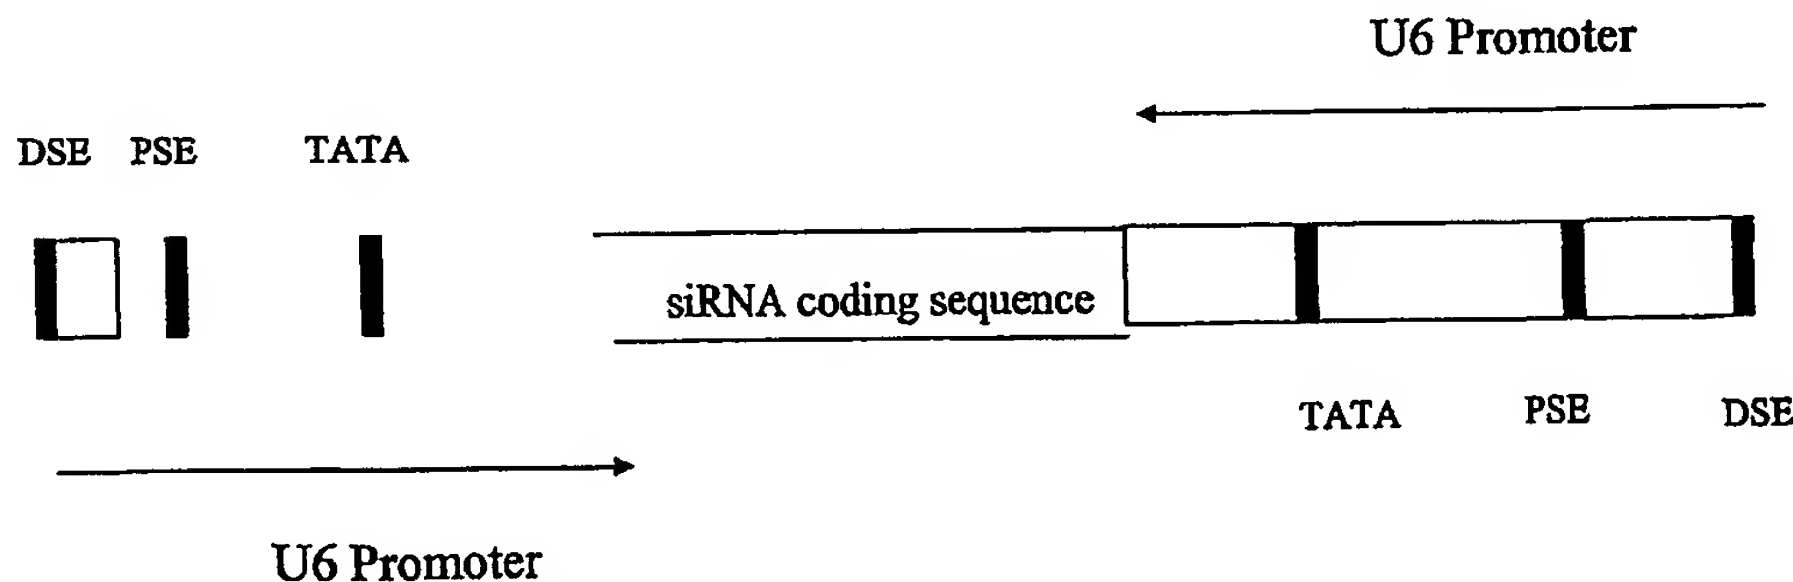 U6 Promoter
DSE PSE TATA
siRNA coding sequence
TATA PSE DSE
U6 Promoter